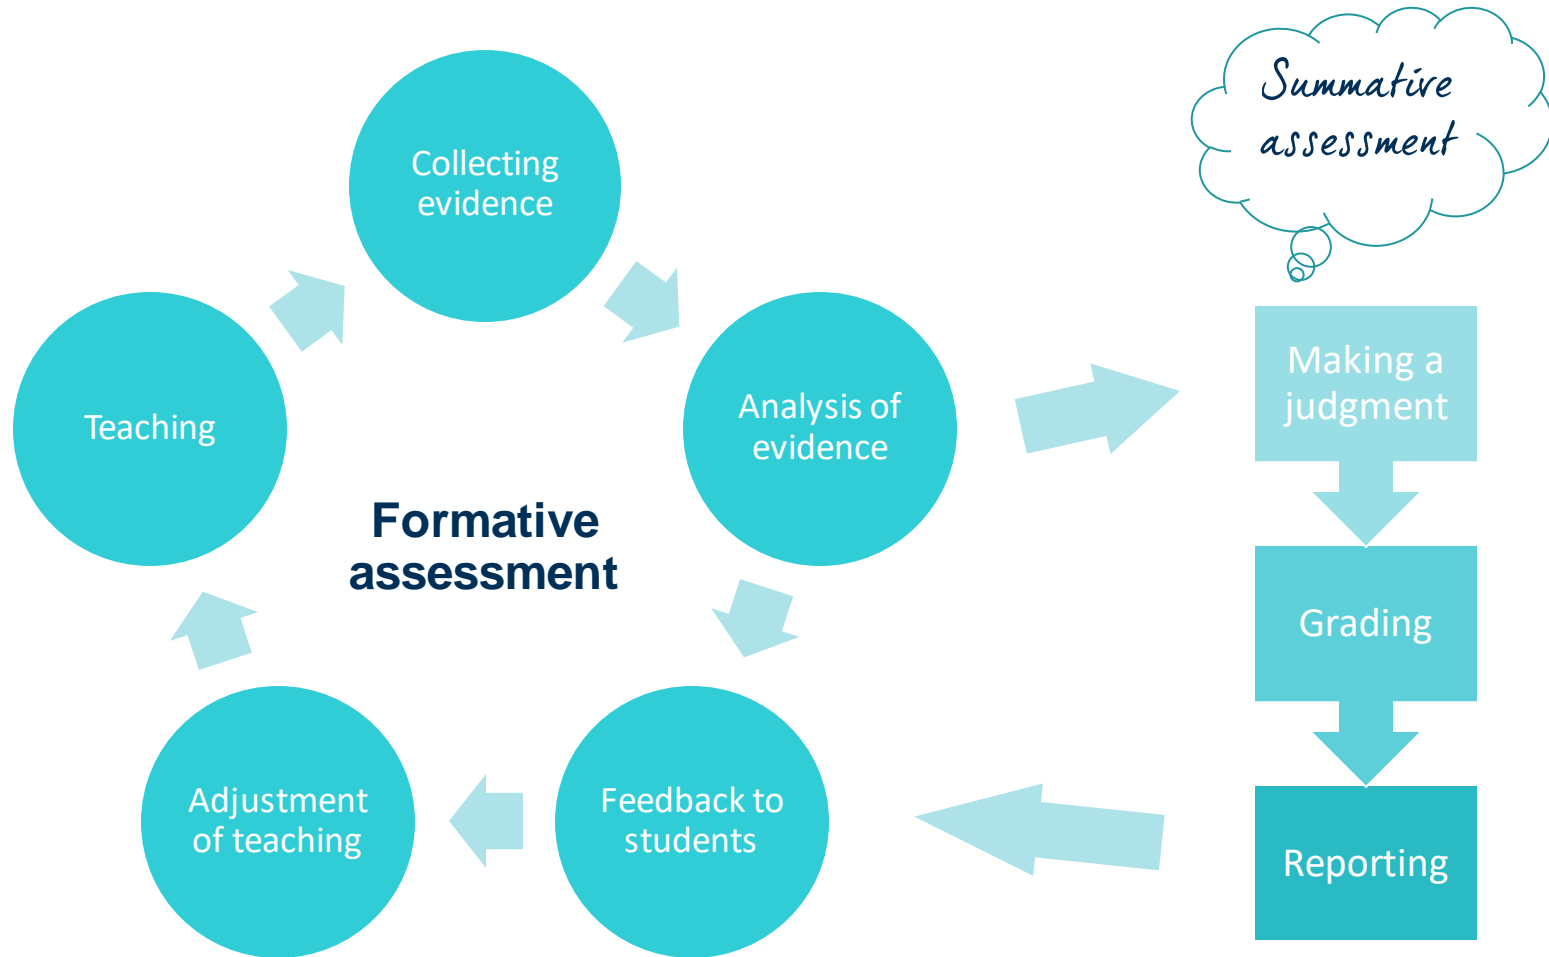 Summative
assessment
Collecting
evidence
Analysis of
evidence
Teaching
Formative
assessment
Making a
judgment
Grading
Reporting
Feedback to
students
Adjustment
of teaching